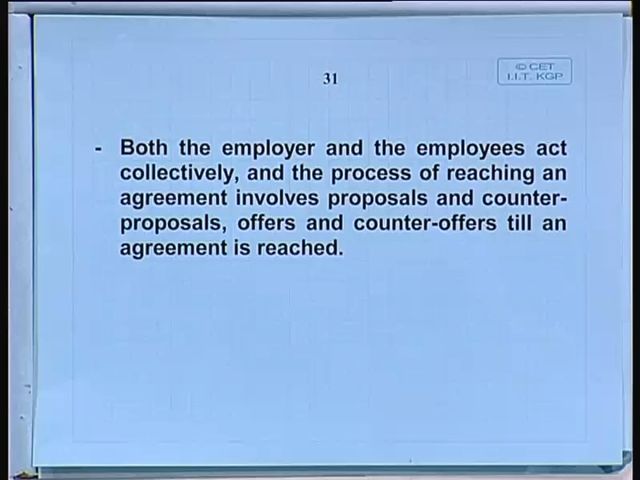 © CET
I.I.T. KGP
31
- Both the employer and the employees act
collectively, and the process of reaching an
agreement involves proposals and counter-
proposals, offers and counter-offers till an
agreement is reached.